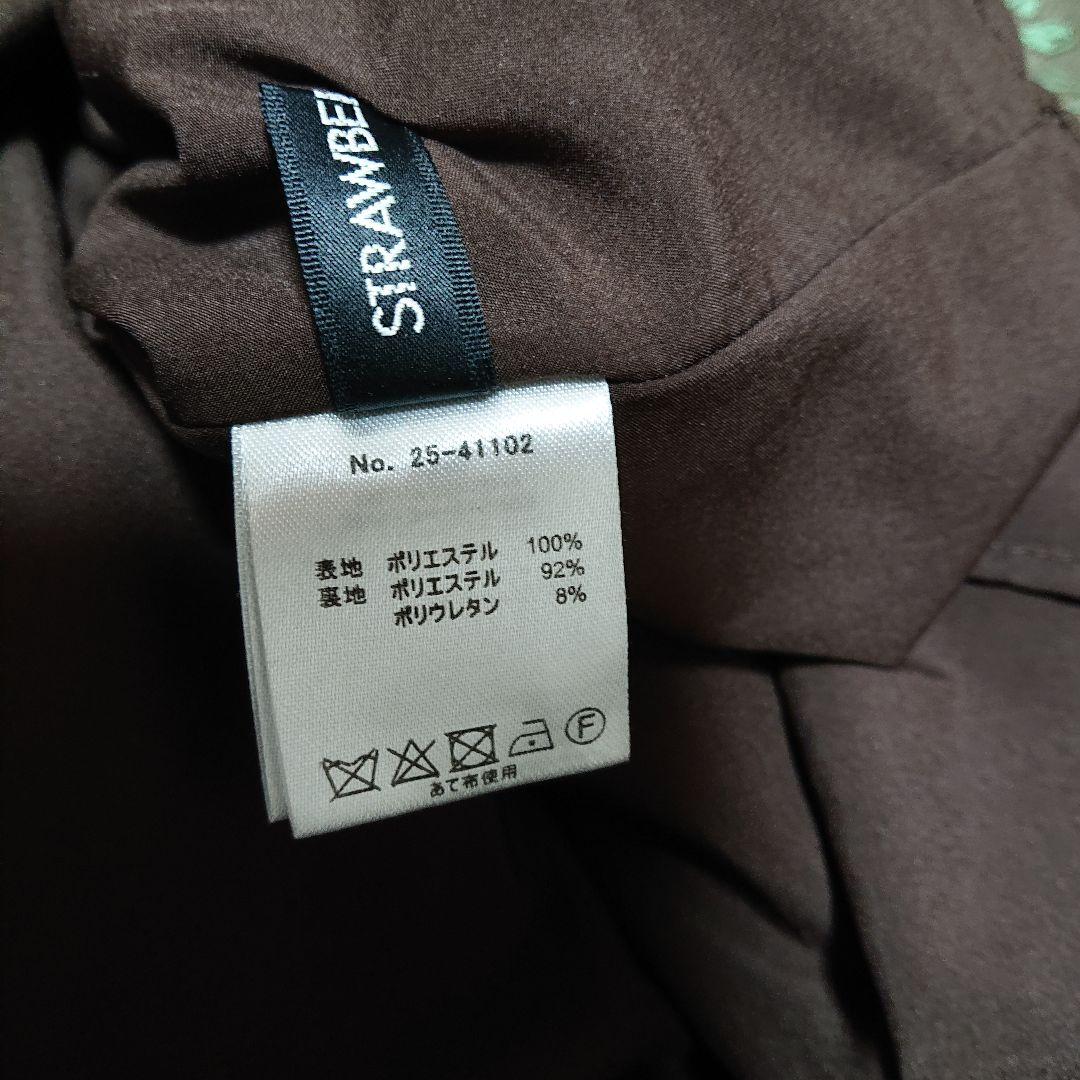 STRAWBE
No. 25-41102
表地 ポリエステル 100%
裏地 ポリエステル 92%
ポリウレタン 8%
F
あて布使用